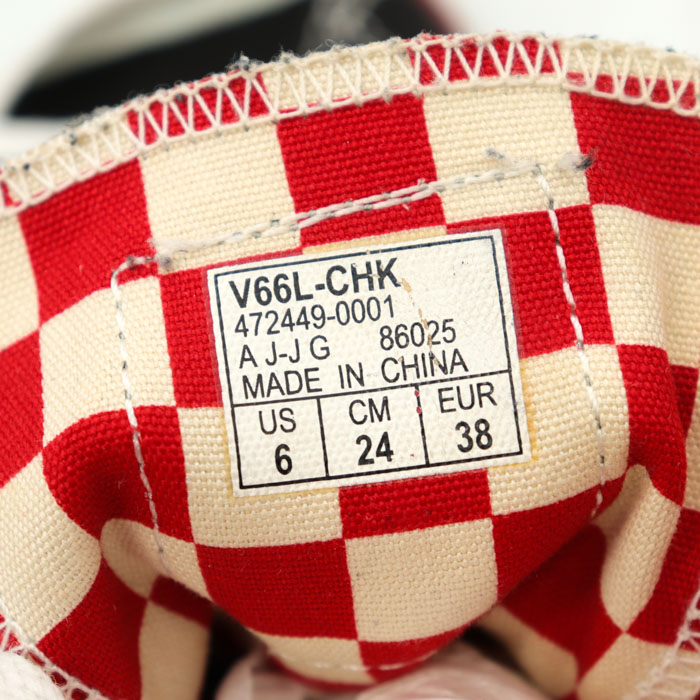 V66L-CHK
472449-0001
A J-J G 86025
MADE IN CHINA
US CM EUR
6 24 38